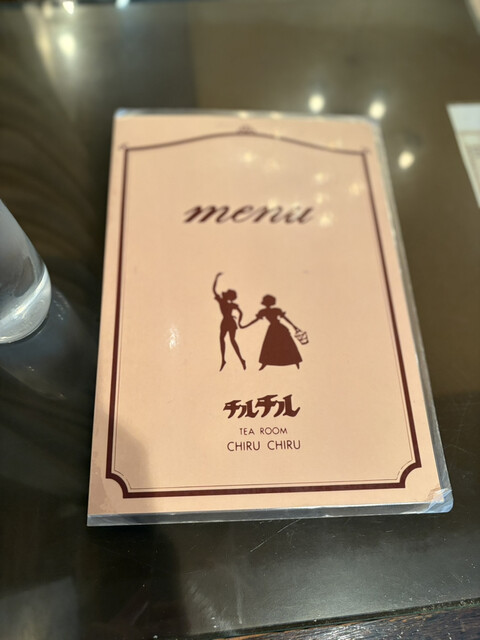 menu
チルチル
TEA ROOM
CHIRU CHIRU